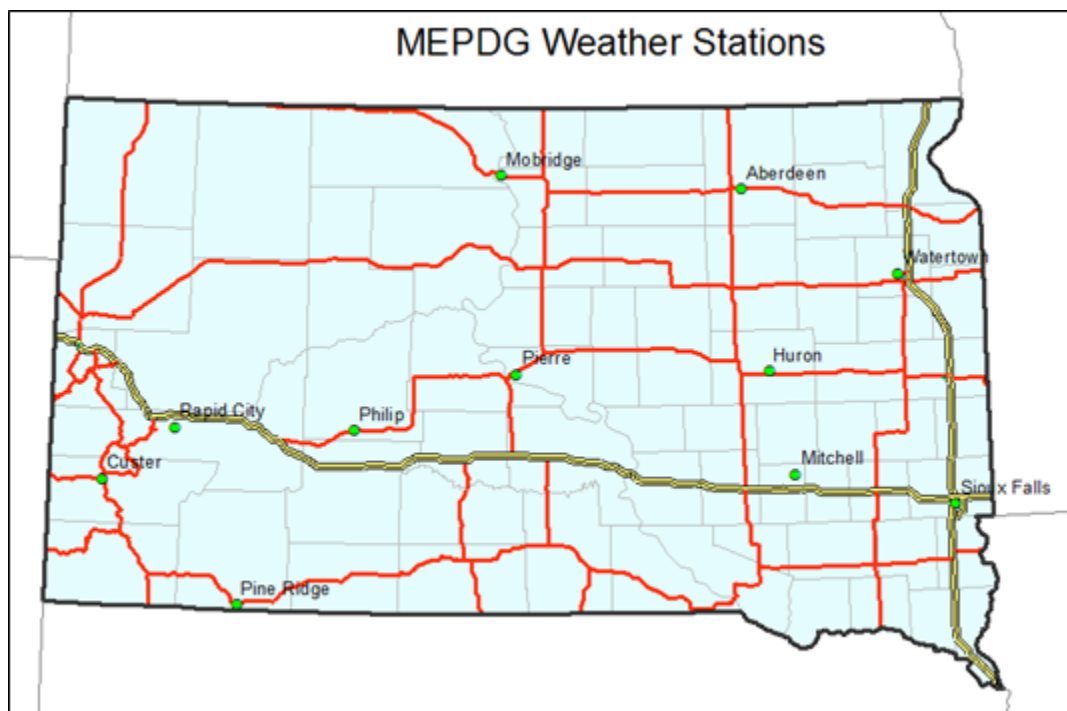 MEPDG Weather Stations
Mobridge
Aberdeen
Watertown
Pierre
Huron
Rapid City
Philip
Custer
Mitchell
Sioux Falls
Pine Ridge